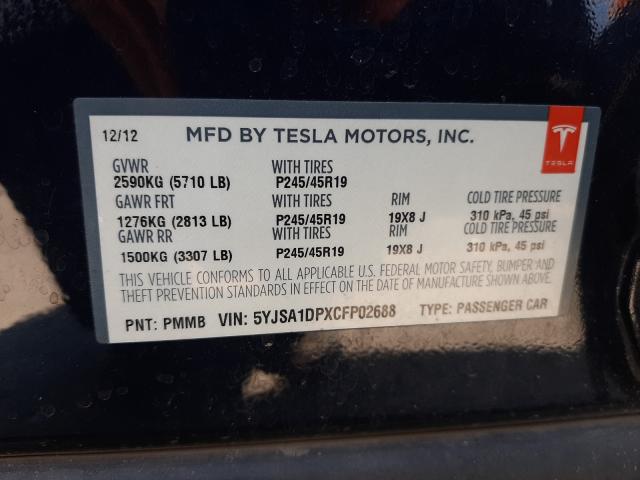 12/12 MFD BY TESLA MOTORS, INC.
TESLA
GVWR WITH TIRES
2590KG (5710 LB) P245/45R19
GAWR FRT WITH TIRES RIM COLD TIRE PRESSURE
1276KG (2813 LB) P245/45R19 19X8 J 310 kPa, 45 psi
GAWR RR WITH TIRES RIM COLD TIRE PRESSURE
1500KG (3307 LB) P245/45R19 19X8 J 310 kPa, 45 psi
THIS VEHICLE CONFORMS TO ALL APPLICABLE U.S. FEDERAL MOTOR SAFETY, BUMPER AND
THEFT PREVENTION STANDARDS IN EFFECT ON THE DATE OF MANUFACTURE SHOWN ABOVE.
PNT: PMMB VIN: 5YJSA1DPXCFP02688 TYPE: PASSENGER CAR